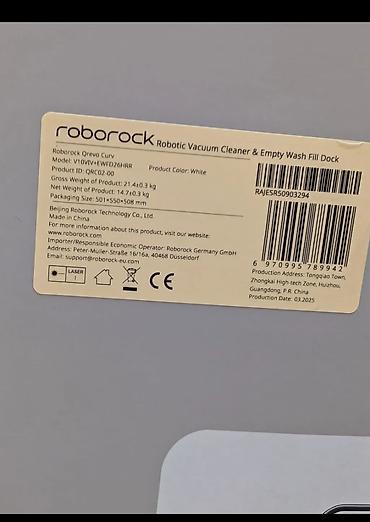 roborock Robotic Vacuum Cleaner & Empty Wash Fill Dock
Roborock Qrevo Curv
Model: V10VIV+EWFD26HRR Product Color: White
Product ID: QRC02-00
Gross Weight of Product: 21.4±0.3 kg
Net Weight of Product: 14.7±0.3 kg
Packaging Size: 501×550×508 mm
Beijing Roborock Technology Co., Ltd.
Made in China
For more information about this product, visit our website:
www.roborock.com
Importer/Responsible Economic Operator: Roborock Germany GmbH
Address: Peter-Müller-Straße 16/16a, 40468 Düsseldorf
Email: support@roborock-eu.com
LASER
1
CE
RAJESR50903294
6 970995 789942
Production Address: Tongqiao Town,
Zhongkai High-tech Zone, Huizhou,
Guangdong, P.R. China
Production Date: 03.2025